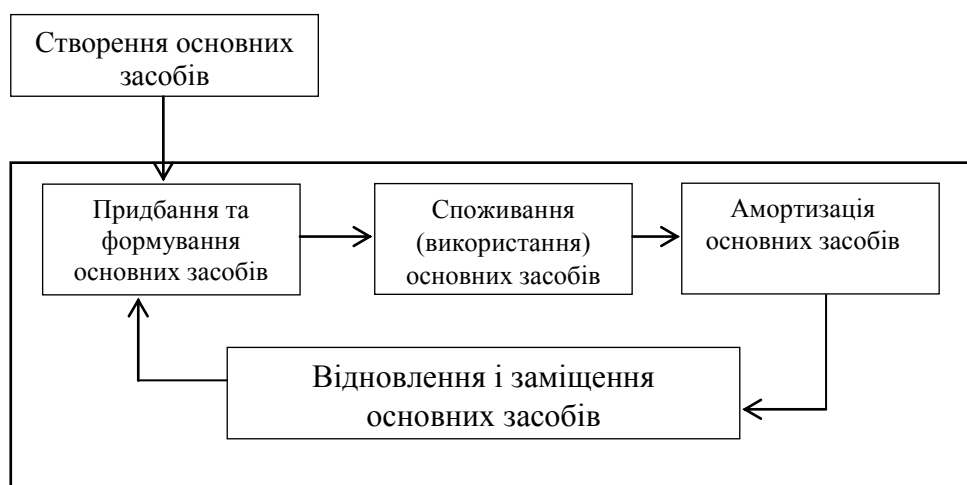 Створення основних
засобів
Придбання та
формування
основних засобів
Споживання
(використання)
основних засобів
Амортизація
основних засобів
Відновлення і заміщення
основних засобів